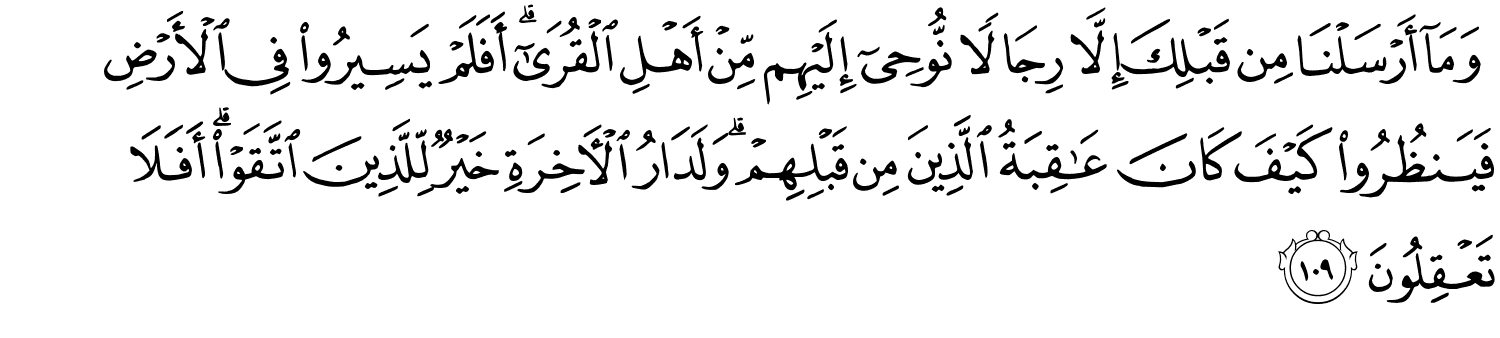 وَمَآ أَرۡسَلۡنَا مِن قَبۡلِكَ إِلَّا رِجَالٗا نُّوحِيٓ إِلَيۡهِم مِّنۡ أَهۡلِ ٱلۡقُرَىٰٓۗ أَفَلَمۡ يَسِيرُواْ فِي ٱلۡأَرۡضِ
فَيَنظُرُواْ كَيۡفَ كَانَ عَٰقِبَةُ ٱلَّذِينَ مِن قَبۡلِهِمۡۗ وَلَدَارُ ٱلۡأٓخِرَةِ خَيۡرٞ لِّلَّذِينَ ٱتَّقَوۡاْۚ أَفَلَا
تَعۡقِلُونَ ١٠٩